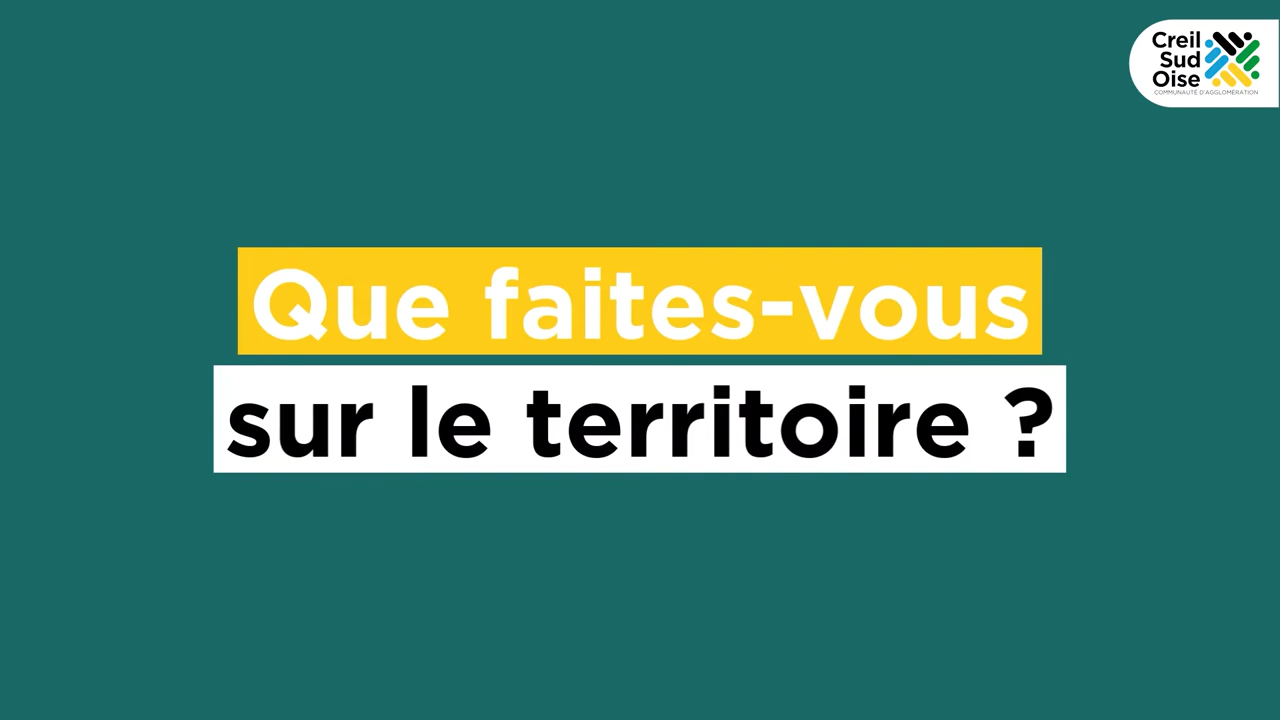 Creil
Sud
Oise
COMMUNAUTÉ D'AGGLOMÉRATION
Que faites-vous
sur le territoire ?